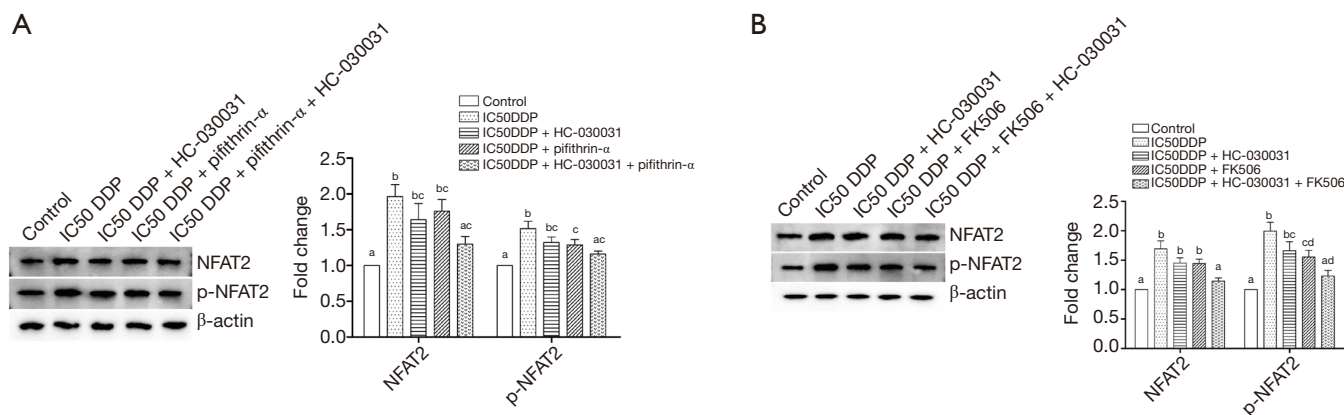 A
Control
IC50 DDP
IC50 DDP + HC-030031
IC50 DDP + pifithrin-α
IC50 DDP + pifithrin-α + HC-030031
NFAT2
p-NFAT2
β-actin
Control
IC50DDP
IC50DDP + HC-030031
IC50DDP + pifithrin-α
IC50DDP + HC-030031 + pifithrin-α
Fold change
2.5
2.0
1.5
1.0
0.5
0.0
a b bc bc ac
a b bc c ac
NFAT2
p-NFAT2
B
Control
IC50 DDP
IC50 DDP + HC-030031
IC50 DDP + FK506
IC50 DDP + FK506 + HC-030031
NFAT2
p-NFAT2
β-actin
Control
IC50DDP
IC50DDP + HC-030031
IC50DDP + FK506
IC50DDP + HC-030031 + FK506
Fold change
2.5
2.0
1.5
1.0
0.5
0.0
a b b b a
a b bc cd ad
NFAT2
p-NFAT2